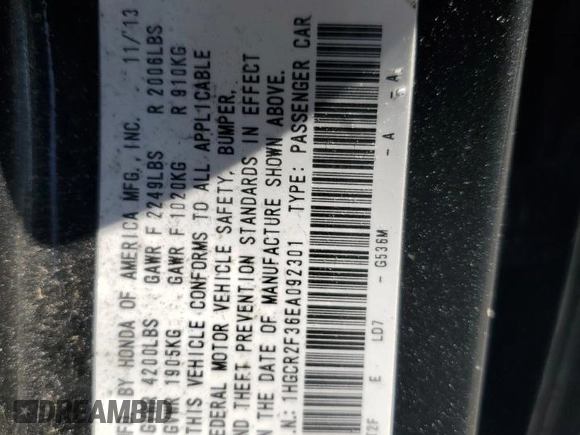 BY HONDA OF AMERICA MFG., INC. 11/'13
4200LBS GAWR F 2249LBS R 2006LBS
1905KG GAWR F 1020KG R 910KG
THIS VEHICLE CONFORMS TO ALL APPLICABLE
FEDERAL MOTOR VEHICLE SAFETY, BUMPER,
AND THEFT PREVENTION STANDARDS IN EFFECT
ON THE DATE OF MANUFACTURE SHOWN ABOVE.
V.I.N.: 1HGCR2F36EA092301 TYPE: PASSENGER CAR
T2F E LD7 - G536M - A - A
DREAMBID